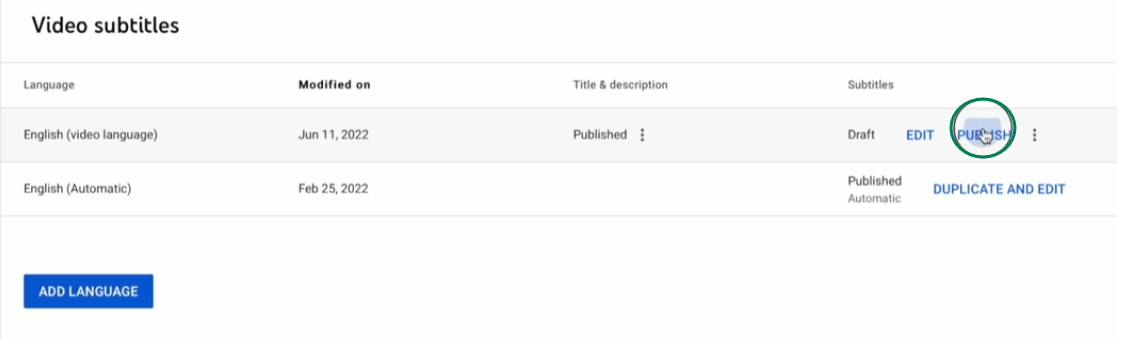 Video subtitles
Language Modified on Title & description Subtitles
English (video language) Jun 11, 2022 Published Draft EDIT PUBLISH
English (Automatic) Feb 25, 2022 Published DUPLICATE AND EDIT
Automatic
ADD LANGUAGE